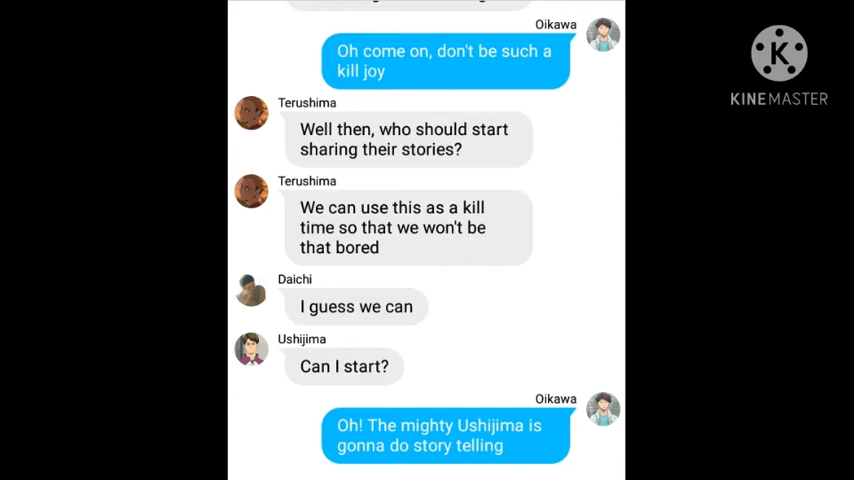 Oikawa
Oh come on, don't be such a
kill joy
Terushima
Well then, who should start
sharing their stories?
Terushima
We can use this as a kill
time so that we won't be
that bored
Daichi
I guess we can
Ushijima
Can I start?
Oikawa
Oh! The mighty Ushijima is
gonna do story telling
K
KINEMASTER